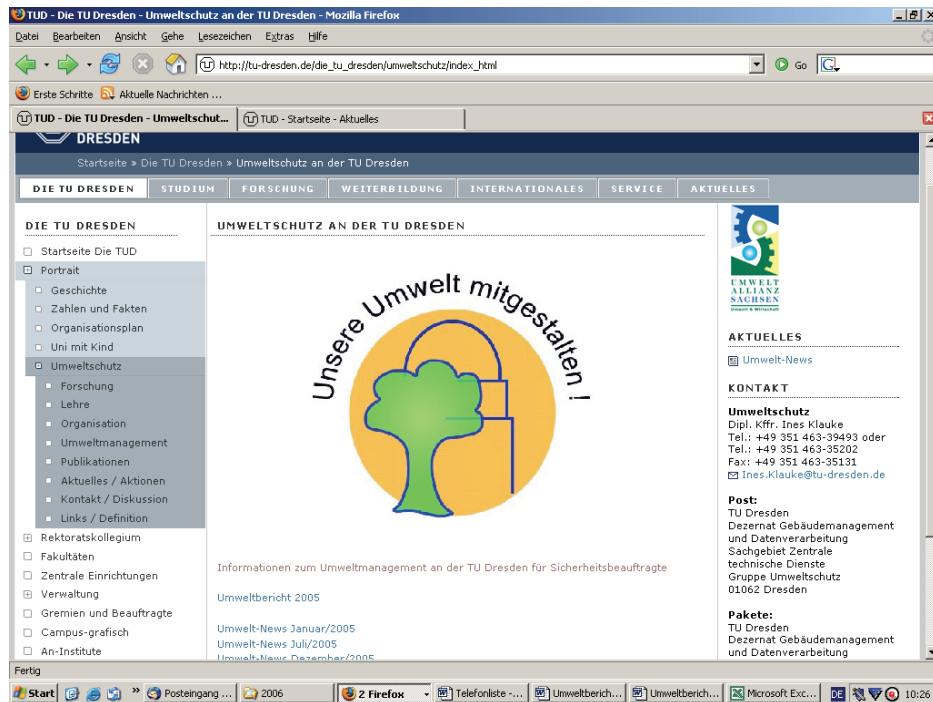 TUD - Die TU Dresden - Umweltschutz an der TU Dresden - Mozilla Firefox
Datei Bearbeiten Ansicht Gehe Lesezeichen Extras Hilfe
http://tu-dresden.de/die_tu_dresden/umweltschutz/index_html Go
Erste Schritte Aktuelle Nachrichten ...
TUD - Die TU Dresden - Umweltschut... TUD - Startseite - Aktuelles
DRESDEN
Startseite » Die TU Dresden » Umweltschutz an der TU Dresden
DIE TU DRESDEN STUDIUM FORSCHUNG WEITERBILDUNG INTERNATIONALES SERVICE AKTUELLES
DIE TU DRESDEN
Startseite Die TUD
Portrait
Geschichte
Zahlen und Fakten
Organisationsplan
Uni mit Kind
Umweltschutz
Forschung
Lehre
Organisation
Umweltmanagement
Publikationen
Aktuelles / Aktionen
Kontakt / Diskussion
Links / Definition
Rektoratskollegium
Fakultäten
Zentrale Einrichtungen
Verwaltung
Gremien und Beauftragte
Campus-grafisch
An-Institute
UMWELTSCHUTZ AN DER TU DRESDEN
Unsere Umwelt mitgestalten !
Informationen zum Umweltmanagement an der TU Dresden für Sicherheitsbeauftragte
Umweltbericht 2005
Umwelt-News Januar/2005
Umwelt-News Juli/2005
Umwelt-News Dezember/2005
UMWELT
ALLIANZ
SACHSEN
Umwelt & Wirtschaft
AKTUELLES
Umwelt-News
KONTAKT
Umweltschutz
Dipl. Kffr. Ines Klauke
Tel.: +49 351 463-39493 oder
Tel.: +49 351 463-35202
Fax: +49 351 463-35131
Ines.Klauke@tu-dresden.de
Post:
TU Dresden
Dezernat Gebäudemanagement
und Datenverarbeitung
Sachgebiet Zentrale
technische Dienste
Gruppe Umweltschutz
01062 Dresden
Pakete:
TU Dresden
Dezernat Gebäudemanagement
und Datenverarbeitung
Fertig
Start » Posteingang ... 2006 2 Firefox Telefonliste -... Umweltberich... Umweltberich... Microsoft Exc... DE 10:26